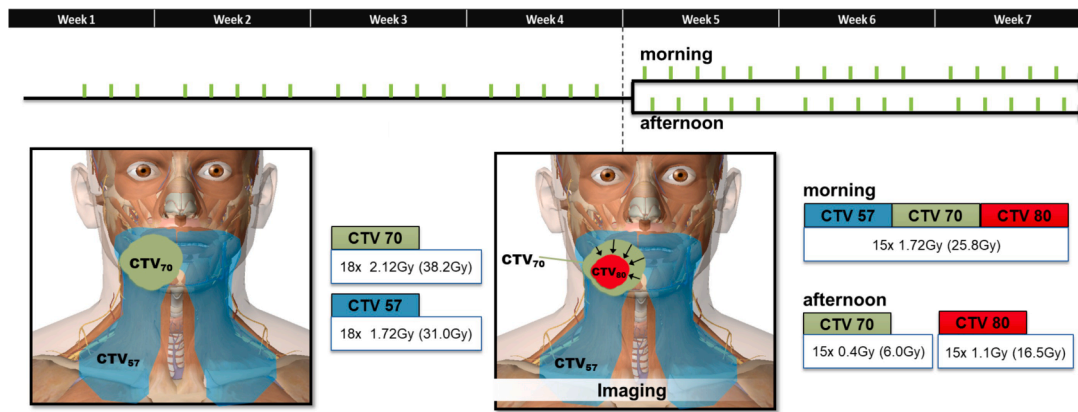 Week 1 Week 2 Week 3 Week 4 Week 5 Week 6 Week 7
morning
afternoon
CTV70
CTV57
CTV 70
18x 2.12Gy (38.2Gy)
CTV 57
18x 1.72Gy (31.0Gy)
CTV70
CTV80
CTV57
Imaging
morning
CTV 57 CTV 70 CTV 80
15x 1.72Gy (25.8Gy)
afternoon
CTV 70 CTV 80
15x 0.4Gy (6.0Gy) 15x 1.1Gy (16.5Gy)